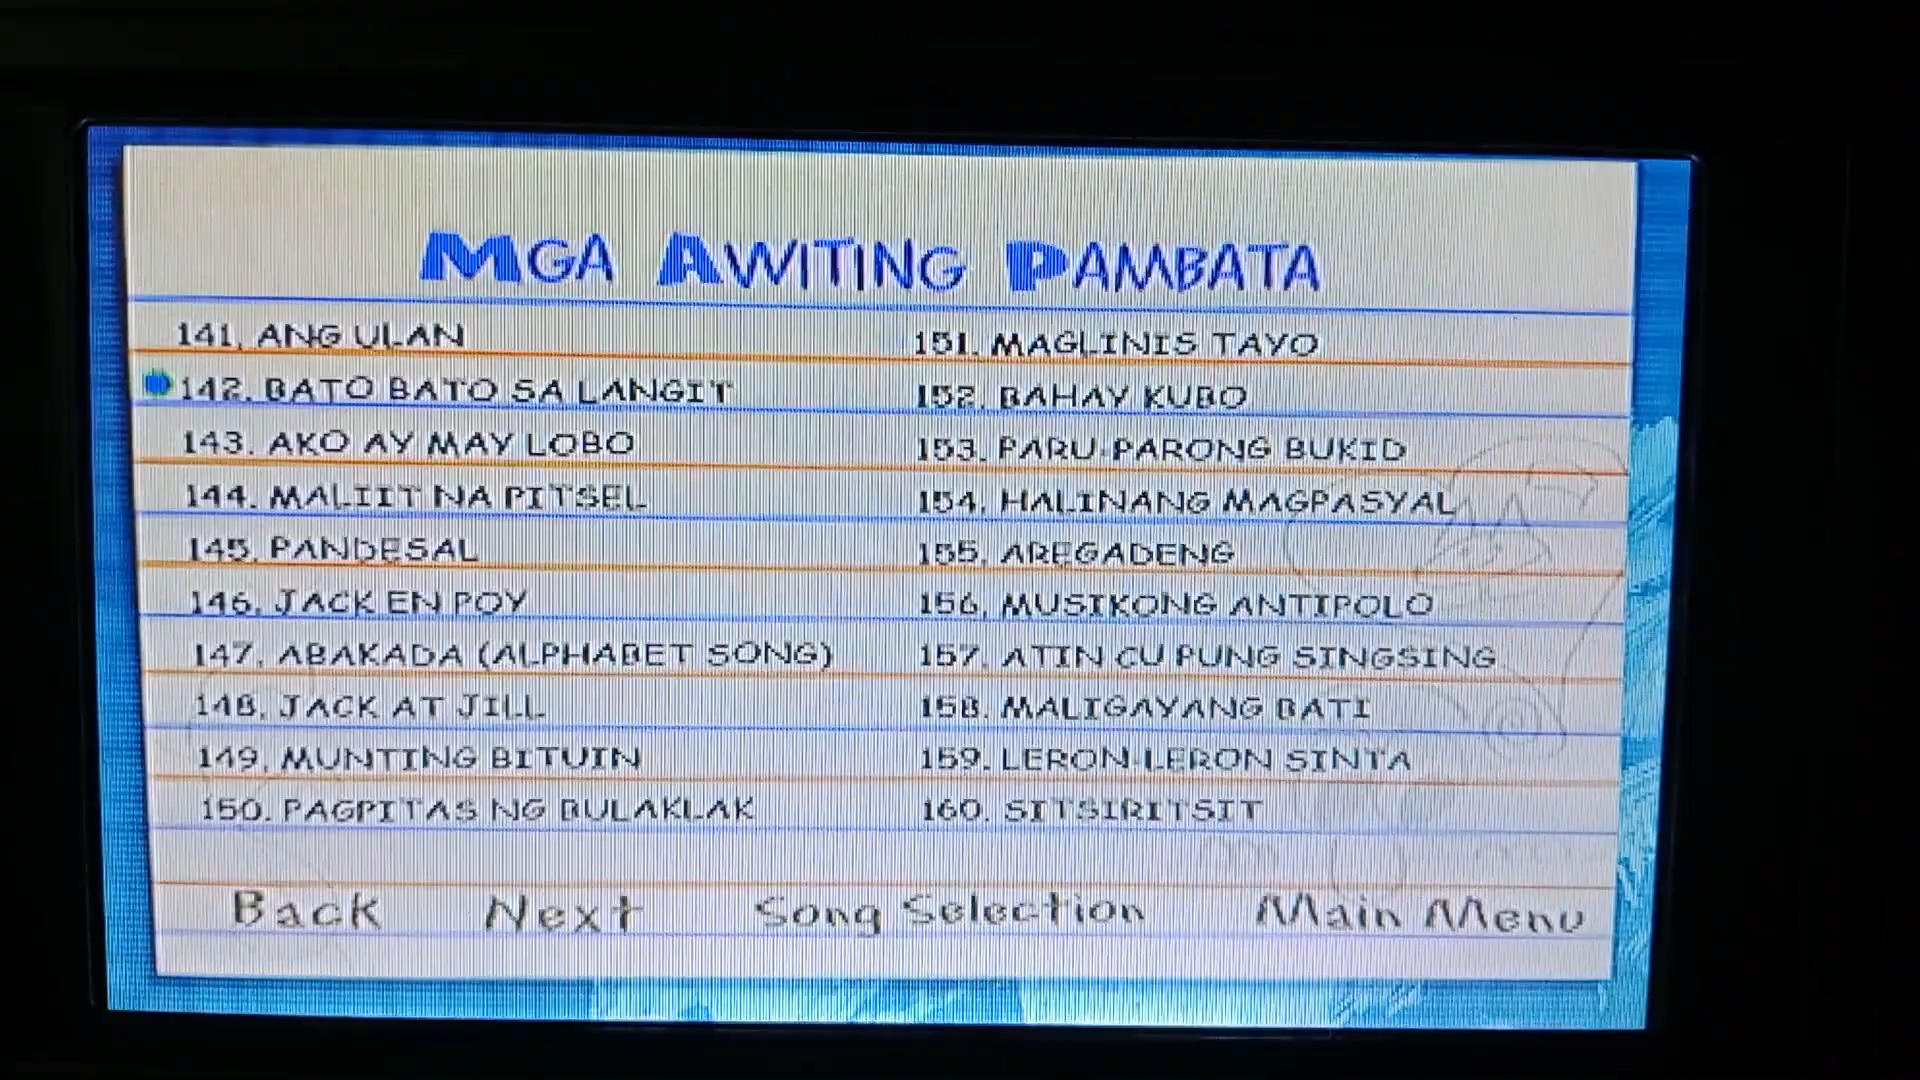 MGA AWITING PAMBATA
141. ANG ULAN
142. BATO BATO SA LANGIT
143. AKO AY MAY LOBO
144. MALIIT NA PITSEL
145. PANDESAL
146. JACK EN POY
147. ABAKADA (ALPHABET SONG)
148. JACK AT JILL
149. MUNTING BITUIN
150. PAGPITAS NG BULAKLAK
151. MAGLINIS TAYO
152. BAHAY KUBO
153. PARU-PARONG BUKID
154. HALINANG MAGPASYAL
155. AREGADENG
156. MUSIKONG ANTIPOLO
157. ATIN CU PUNG SINGSING
158. MALIGAYANG BATI
159. LERON-LERON SINTA
160. SITSIRITSIT
Back Next Song Selection Main Menu